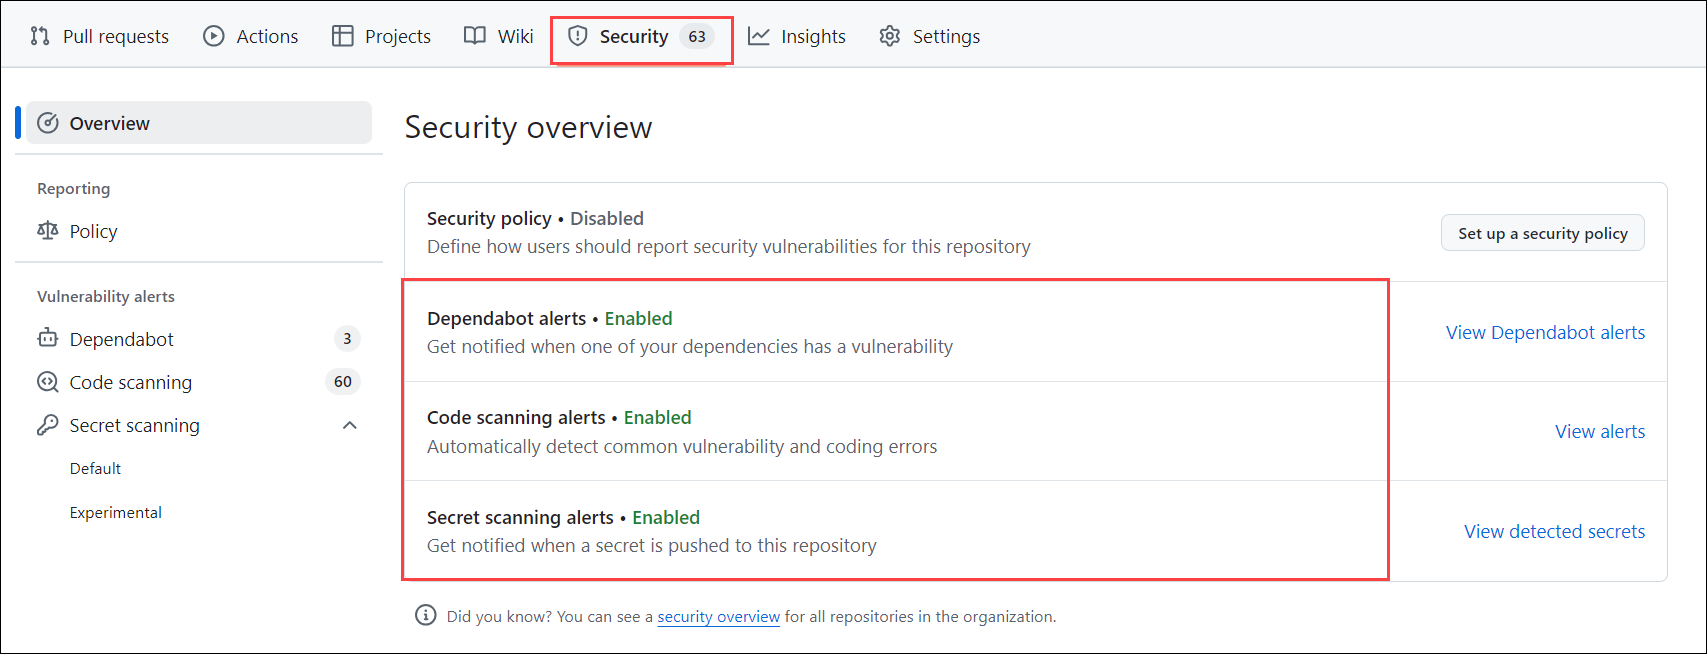 Pull requests Actions Projects Wiki Security 63 Insights Settings
Overview
Reporting
Policy
Vulnerability alerts
Dependabot 3
Code scanning 60
Secret scanning
Default
Experimental
Security overview
Security policy • Disabled
Define how users should report security vulnerabilities for this repository
Set up a security policy
Dependabot alerts • Enabled
Get notified when one of your dependencies has a vulnerability
View Dependabot alerts
Code scanning alerts • Enabled
Automatically detect common vulnerability and coding errors
View alerts
Secret scanning alerts • Enabled
Get notified when a secret is pushed to this repository
View detected secrets
Did you know? You can see a security overview for all repositories in the organization.